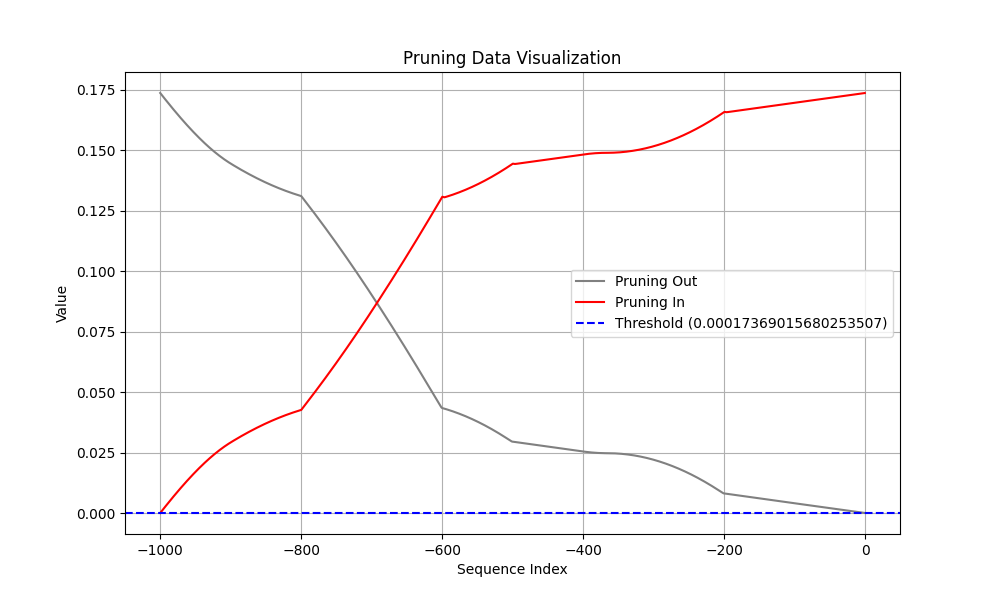 Pruning Data Visualization
Value
0.175
0.150
0.125
0.100
0.075
0.050
0.025
0.000
Pruning Out
Pruning In
Threshold (0.00017369015680253507)
−1000
−800
−600
−400
−200
0
Sequence Index